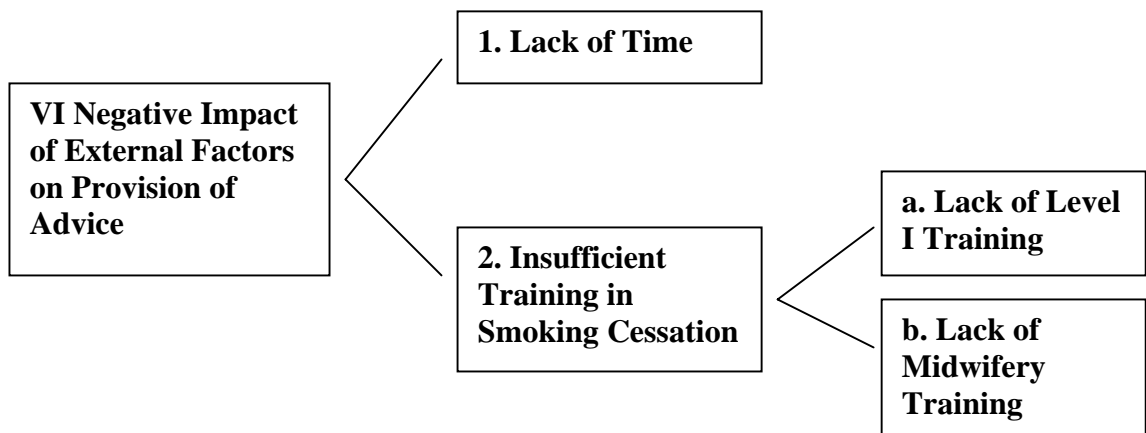 VI Negative Impact
of External Factors
on Provision of
Advice
1. Lack of Time
2. Insufficient
Training in
Smoking Cessation
a. Lack of Level
I Training
b. Lack of
Midwifery
Training